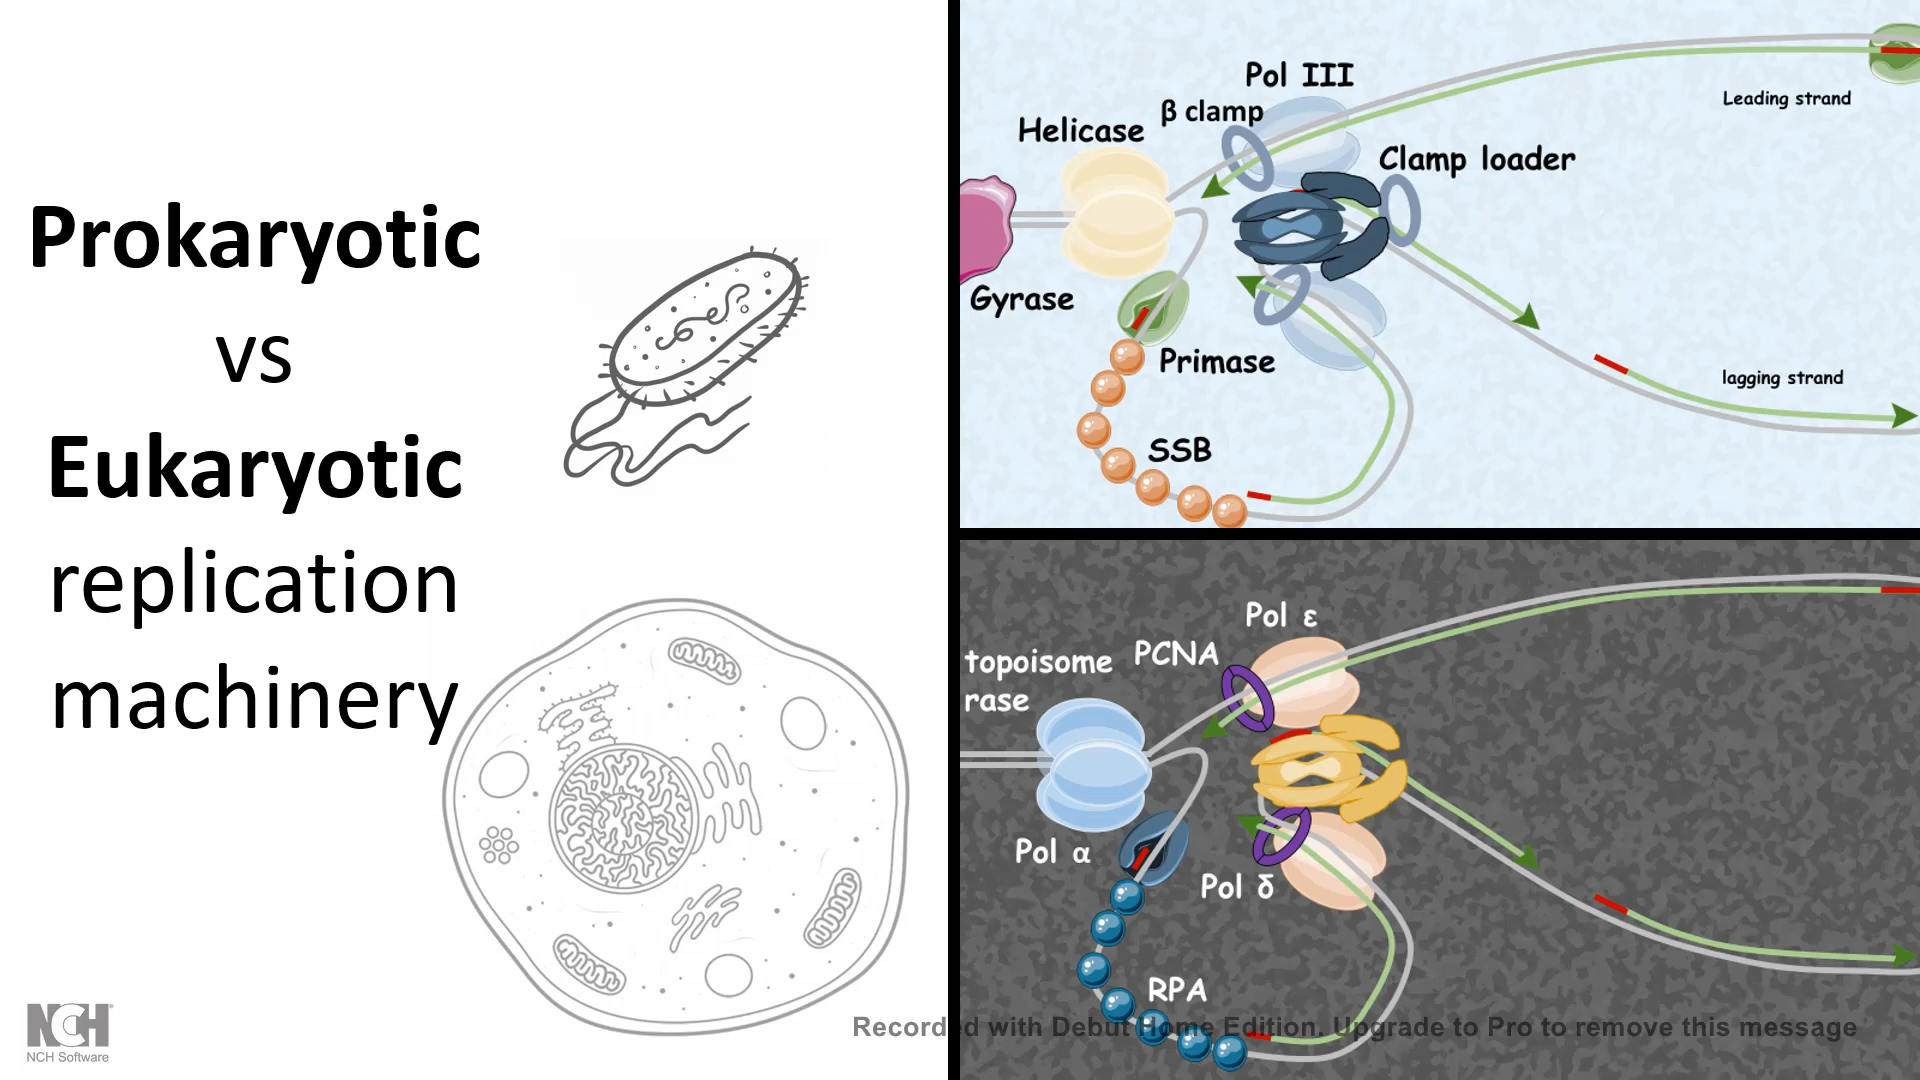 Prokaryotic
vs
Eukaryotic
replication
machinery
NCH
NCH Software
Pol III
β clamp
Helicase
Leading strand
Clamp loader
Gyrase
Primase
lagging strand
SSB
Pol ε
PCNA
topoisome
rase
Pol α
Pol δ
RPA
Recorded with Debut Home Edition. Upgrade to Pro to remove this message